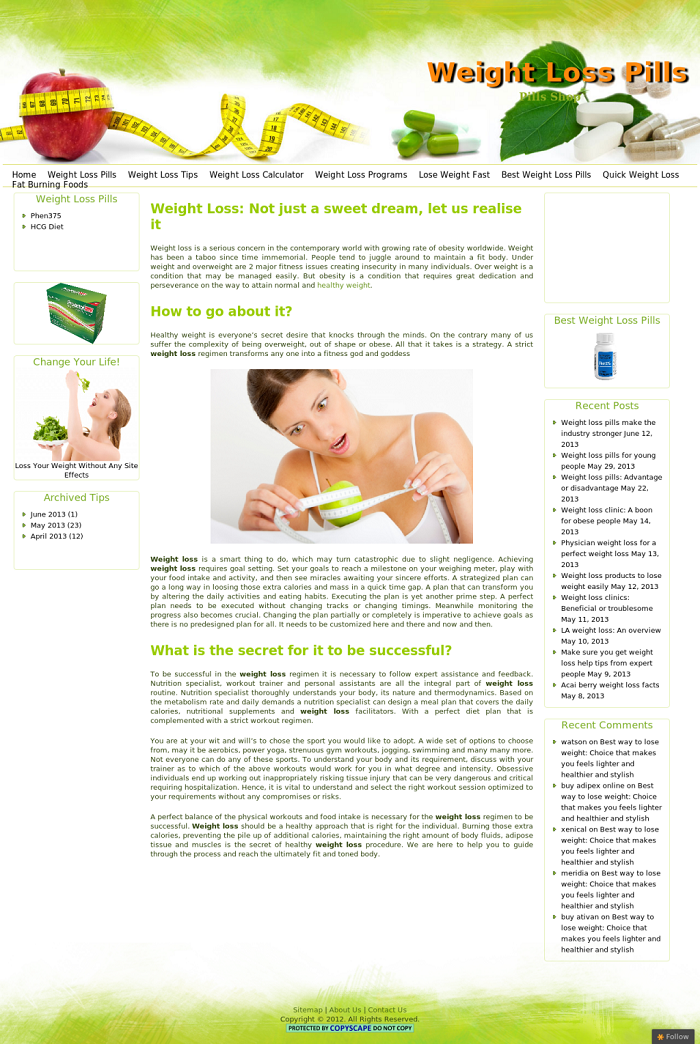 Weight Loss Pills
Pills Shop
Home Weight Loss Pills Weight Loss Tips Weight Loss Calculator Weight Loss Programs Lose Weight Fast Best Weight Loss Pills Quick Weight Loss
Fat Burning Foods
Weight Loss Pills
Phen375
HCG Diet
Change Your Life!
Loss Your Weight Without Any Site
Effects
Archived Tips
June 2013 (1)
May 2013 (23)
April 2013 (12)
Weight Loss: Not just a sweet dream, let us realise
it
Weight loss is a serious concern in the contemporary world with growing rate of obesity worldwide. Weight
has been a taboo since time immemorial. People tend to juggle around to maintain a fit body. Under
weight and overweight are 2 major fitness issues creating insecurity in many individuals. Over weight is a
condition that may be managed easily. But obesity is a condition that requires great dedication and
perseverance on the way to attain normal and healthy weight.
How to go about it?
Healthy weight is everyone's secret desire that knocks through the minds. On the contrary many of us
suffer the complexity of being overweight, out of shape or obese. All that it takes is a strategy. A strict
weight loss regimen transforms any one into a fitness god and goddess
Weight loss is a smart thing to do, which may turn catastrophic due to slight negligence. Achieving
weight loss requires goal setting. Set your goals to reach a milestone on your weighing meter, play with
your food intake and activity, and then see miracles awaiting your sincere efforts. A strategized plan can
go a long way in loosing those extra calories and mass in a quick time gap. A plan that can transform you
by altering the daily activities and eating habits. Executing the plan is yet another prime step. A perfect
plan needs to be executed without changing tracks or changing timings. Meanwhile monitoring the
progress also becomes crucial. Changing the plan partially or completely is imperative to achieve goals as
there is no predesigned plan for all. It needs to be customized here and there and now and then.
What is the secret for it to be successful?
To be successful in the weight loss regimen it is necessary to follow expert assistance and feedback.
Nutrition specialist, workout trainer and personal assistants are all the integral part of weight loss
routine. Nutrition specialist thoroughly understands your body, its nature and thermodynamics. Based on
the metabolism rate and daily demands a nutrition specialist can design a meal plan that covers the daily
calories, nutritional supplements and weight loss facilitators. With a perfect diet plan that is
complemented with a strict workout regimen.
You are at your wit and will's to chose the sport you would like to adopt. A wide set of options to choose
from, may it be aerobics, power yoga, strenuous gym workouts, jogging, swimming and many many more.
Not everyone can do any of these sports. To understand your body and its requirement, discuss with your
trainer as to which of the above workouts would work for you in what degree and intensity. Obsessive
individuals end up working out inappropriately risking tissue injury that can be very dangerous and critical
requiring hospitalization. Hence, it is vital to understand and select the right workout session optimized to
your requirements without any compromises or risks.
A perfect balance of the physical workouts and food intake is necessary for the weight loss regimen to be
successful. Weight loss should be a healthy approach that is right for the individual. Burning those extra
calories, preventing the pile up of additional calories, maintaining the right amount of body fluids, adipose
tissue and muscles is the secret of healthy weight loss procedure. We are here to help you to guide
through the process and reach the ultimately fit and toned body.
Best Weight Loss Pills
Recent Posts
Weight loss pills make the
industry stronger June 12,
2013
Weight loss pills for young
people May 29, 2013
Weight loss pills: Advantage
or disadvantage May 22,
2013
Weight loss clinic: A boon
for obese people May 14,
2013
Physician weight loss for a
perfect weight loss May 13,
2013
Weight loss products to lose
weight easily May 12, 2013
Weight loss clinics:
Beneficial or troublesome
May 11, 2013
LA weight loss: An overview
May 10, 2013
Make sure you get weight
loss help tips from expert
people May 9, 2013
Acai berry weight loss facts
May 8, 2013
Recent Comments
watson on Best way to lose
weight: Choice that makes
you feels lighter and
healthier and stylish
buy adipex online on Best
way to lose weight: Choice
that makes you feels lighter
and healthier and stylish
xenical on Best way to lose
weight: Choice that makes
you feels lighter and
healthier and stylish
meridia on Best way to lose
weight: Choice that makes
you feels lighter and
healthier and stylish
buy ativan on Best way to
lose weight: Choice that
makes you feels lighter and
healthier and stylish
Sitemap | About Us | Contact Us
Copyright © 2012. All Rights Reserved.
PROTECTED BY COPYSCAPE DO NOT COPY
Follow